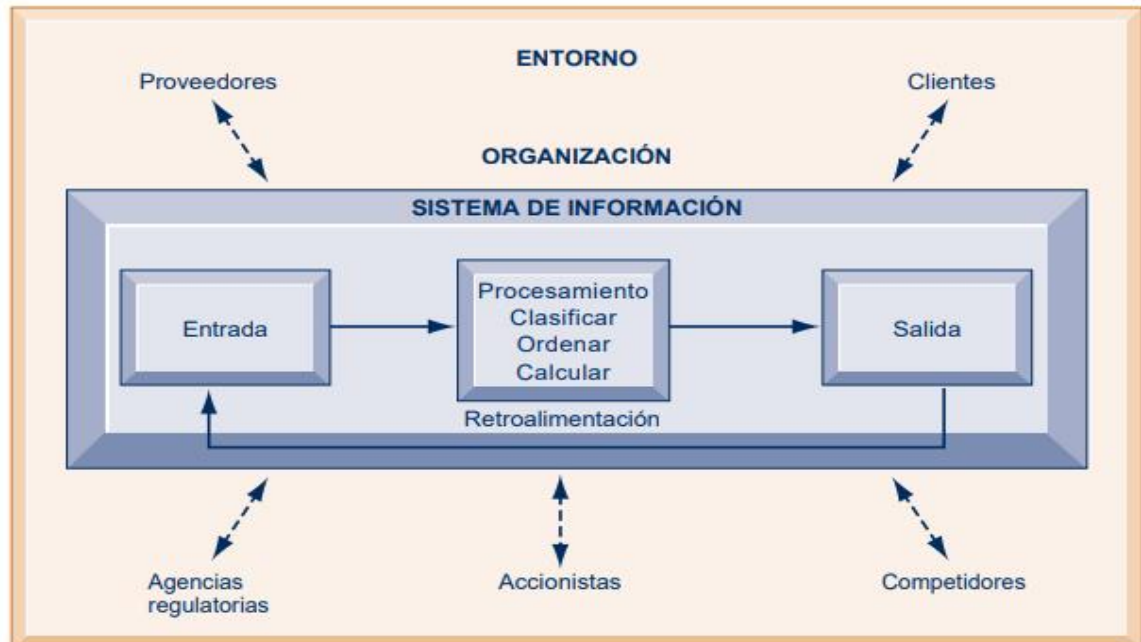 ENTORNO
Proveedores
Clientes
ORGANIZACIÓN
SISTEMA DE INFORMACIÓN
Entrada
Procesamiento
Clasificar
Ordenar
Calcular
Salida
Retroalimentación
Agencias
regulatorias
Accionistas
Competidores